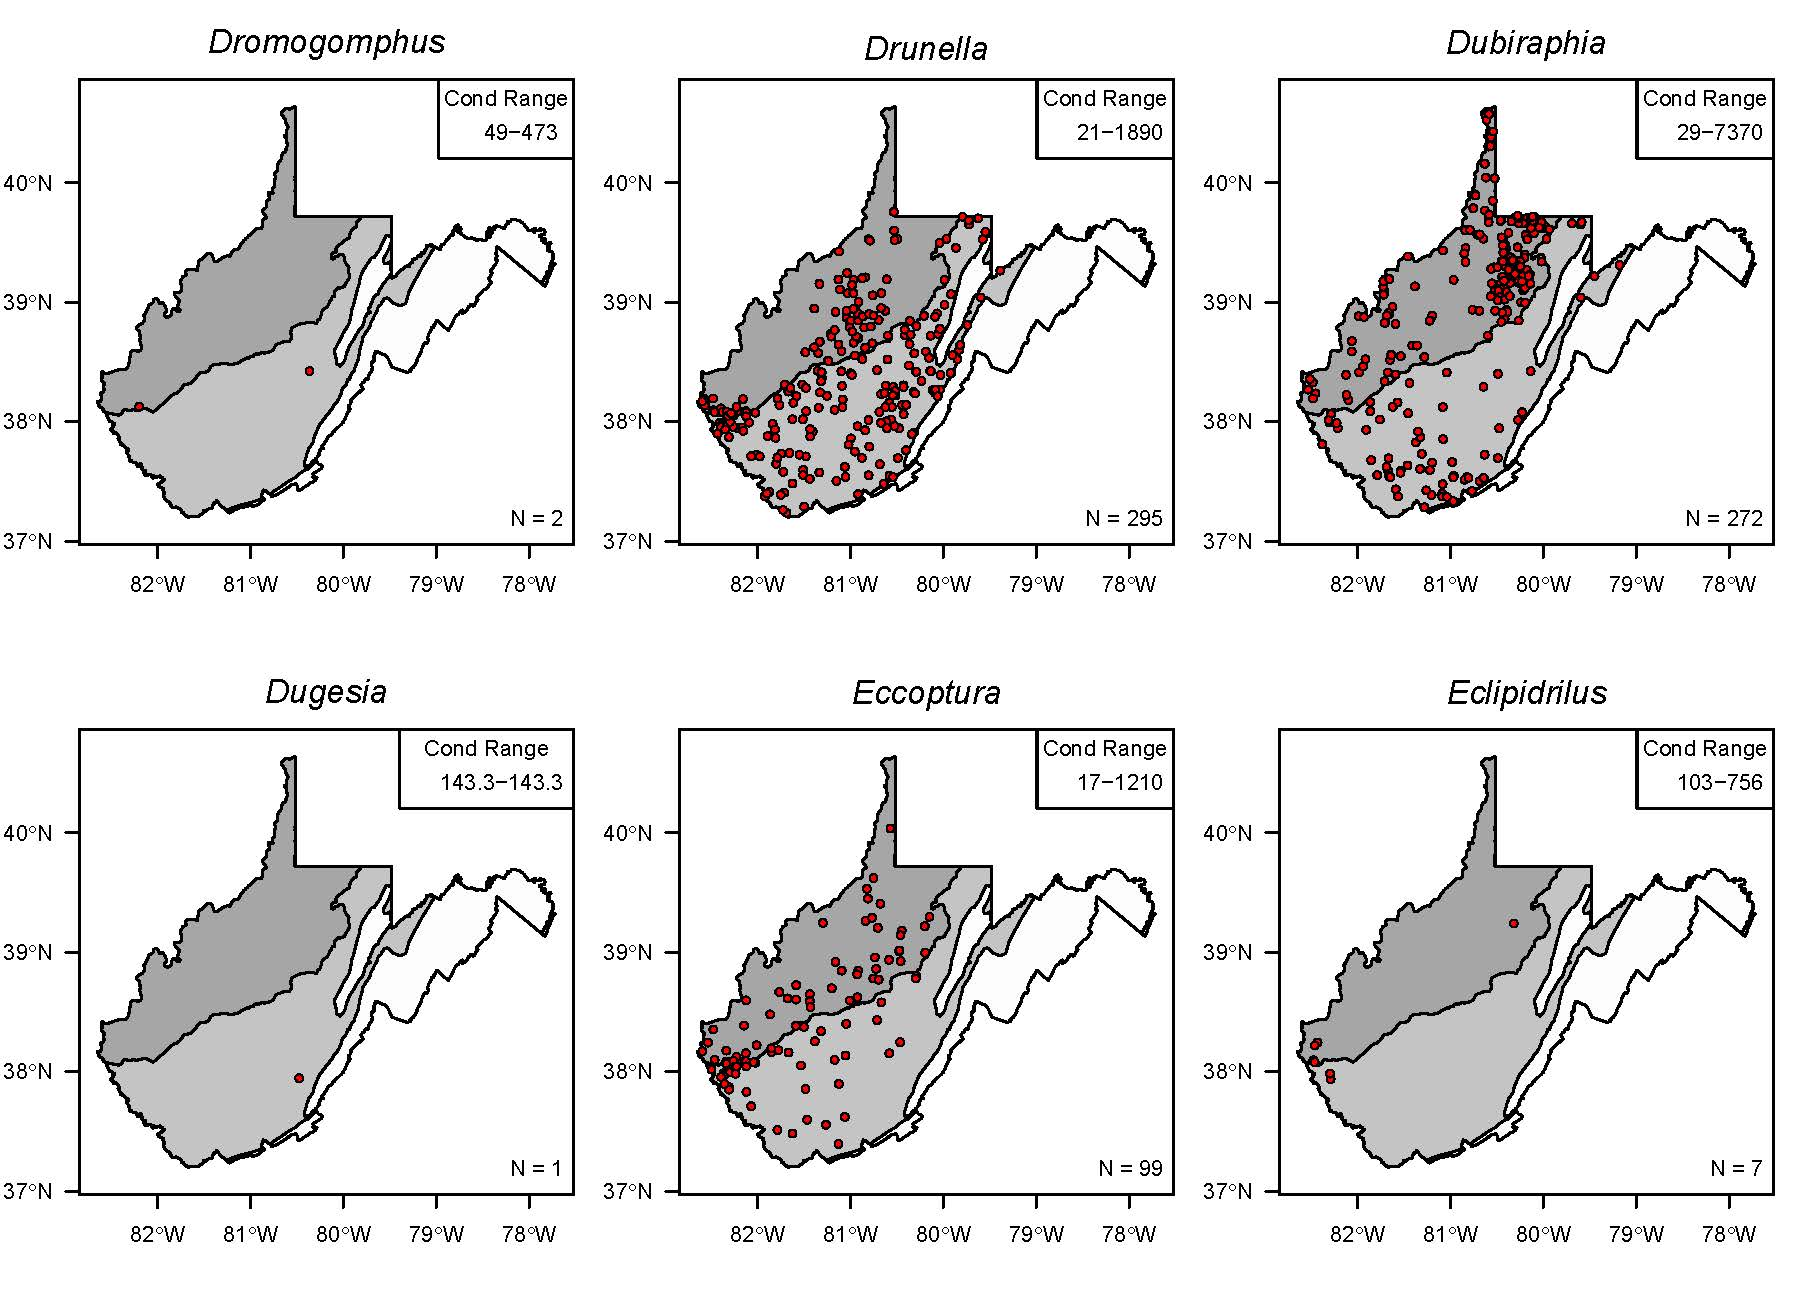 Dromogomphus
Cond Range
49−473
40°N
39°N
38°N
37°N
N = 2
82°W 81°W 80°W 79°W 78°W
Drunella
Cond Range
21−1890
40°N
39°N
38°N
37°N
N = 295
82°W 81°W 80°W 79°W 78°W
Dubiraphia
Cond Range
29−7370
40°N
39°N
38°N
37°N
N = 272
82°W 81°W 80°W 79°W 78°W
Dugesia
Cond Range
143.3−143.3
40°N
39°N
38°N
37°N
N = 1
82°W 81°W 80°W 79°W 78°W
Eccoptura
Cond Range
17−1210
40°N
39°N
38°N
37°N
N = 99
82°W 81°W 80°W 79°W 78°W
Eclipidrilus
Cond Range
103−756
40°N
39°N
38°N
37°N
N = 7
82°W 81°W 80°W 79°W 78°W